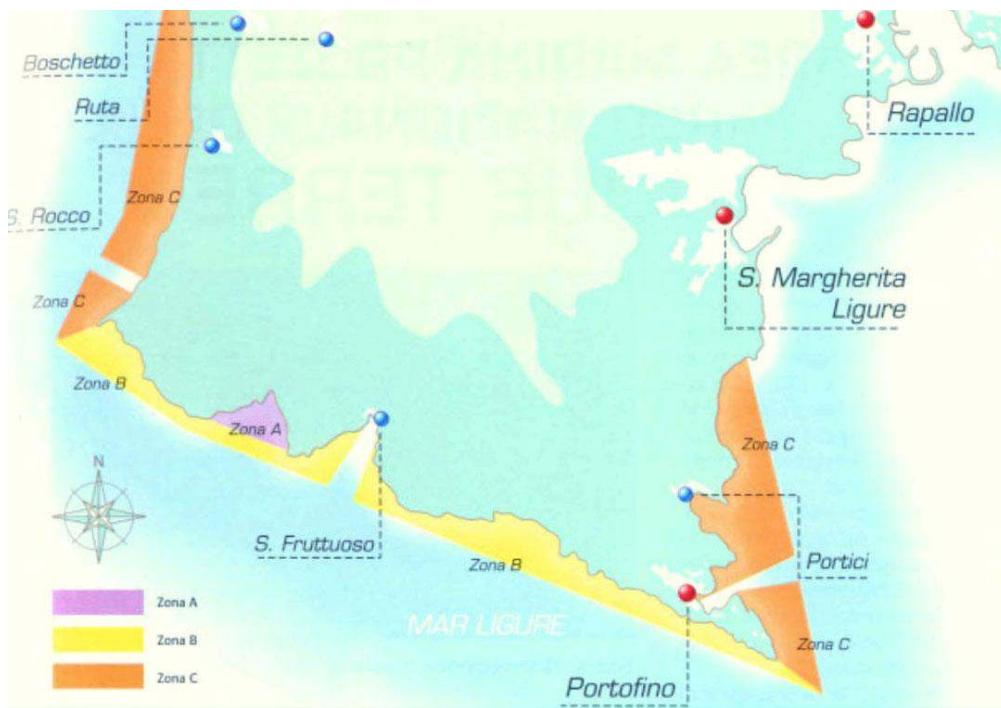 Boschetto
Ruta
S. Rocco
Rapallo
Zona C
Zona C
S. Margherita
Ligure
Zona B
Zona A
Zona C
N
S. Fruttuoso
Zona B
Portici
Zona A
Zona B
Zona C
MAR LIGURE
Zona C
Portofino